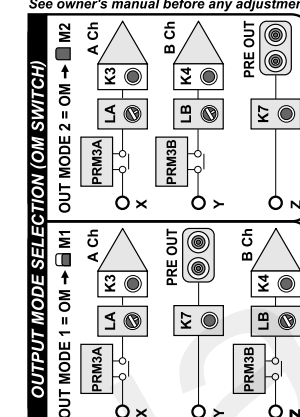 See owner's manual before any
OUTPUT MODE SELECTION (OM SWITCH)
OUT MODE 2 = OM → M2
A Ch
K3
LA
PRM3A
X
B Ch
K4
LB
PRM3B
Y
PRE OUT
K7
Z
OUT MODE 1 = OM → M1
A Ch
K3
LA
PRM3A
X
PRE OUT
K7
Y
B Ch
K4
LB
PRM3B
Z